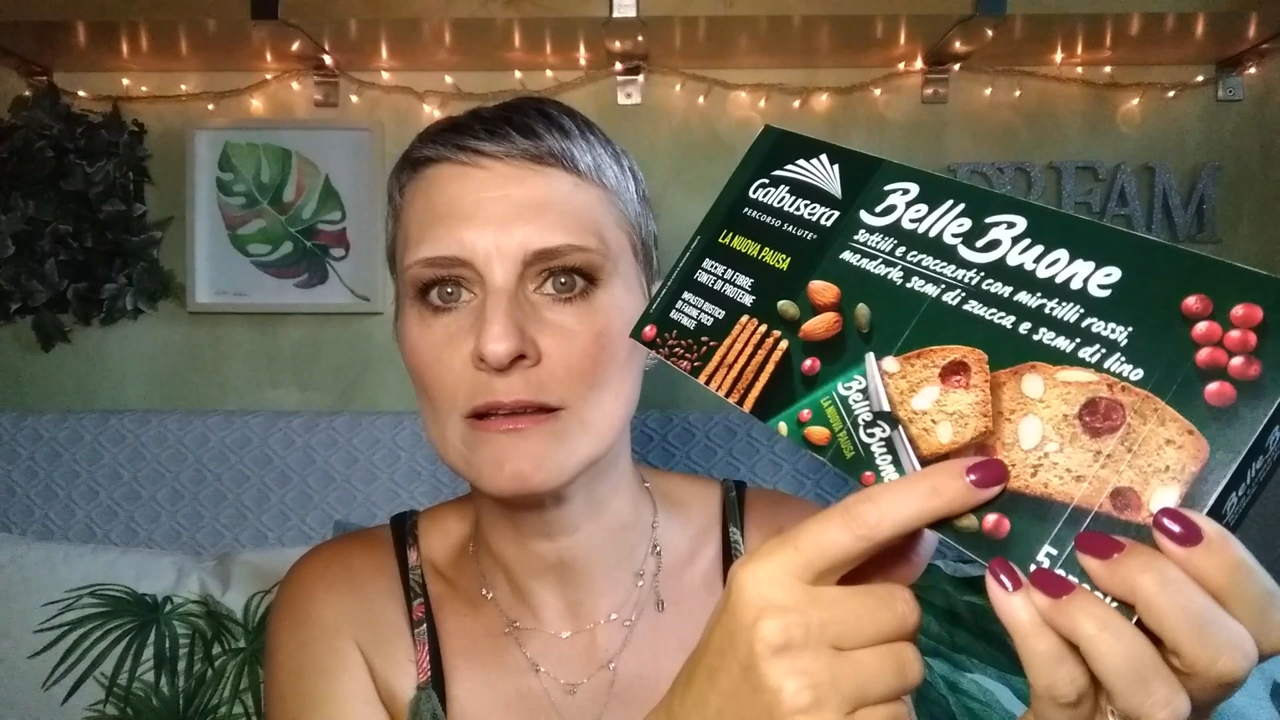 DREAM
Galbusera
PERCORSO SALUTE®
LA NUOVA PAUSA
RICCHE DI FIBRE,
FONTE DI PROTEINE
IMPASTO RUSTICO
DI FARINE POCO
RAFFINATE
BelleBuone
sottili e croccanti con mirtilli rossi,
mandorle, semi di zucca e semi di lino
BelleBuone
LA NUOVA PAUSA
5